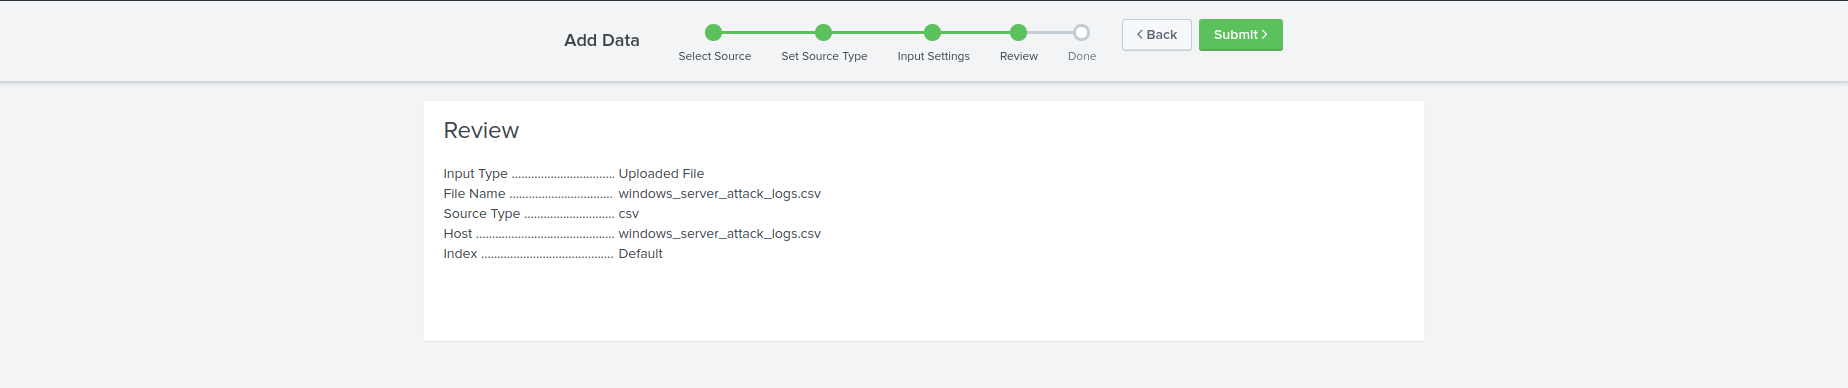 Add Data
Select Source
Set Source Type
Input Settings
Review
Done
< Back
Submit >
Review
Input Type ................................ Uploaded File
File Name ................................ windows_server_attack_logs.csv
Source Type ............................ csv
Host ........................................... windows_server_attack_logs.csv
Index ......................................... Default